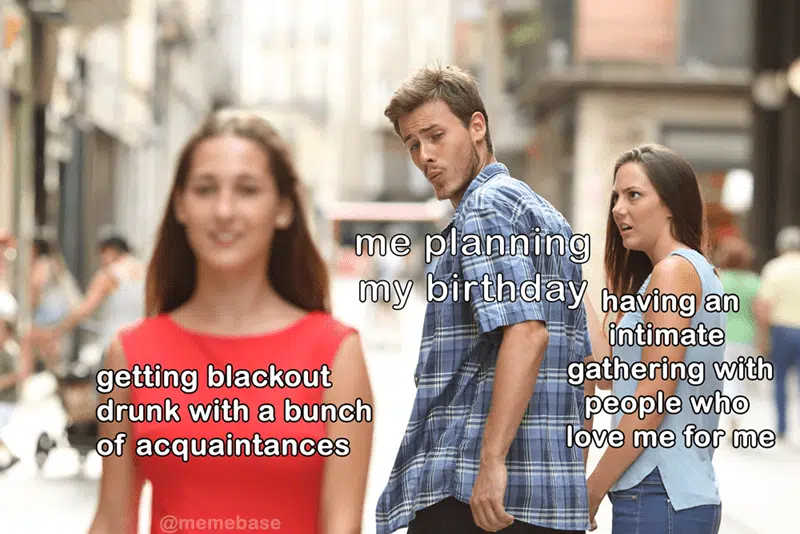 me planning
my birthday
having an
intimate
gathering with
people who
love me for me
getting blackout
drunk with a bunch
of acquaintances
@memebase